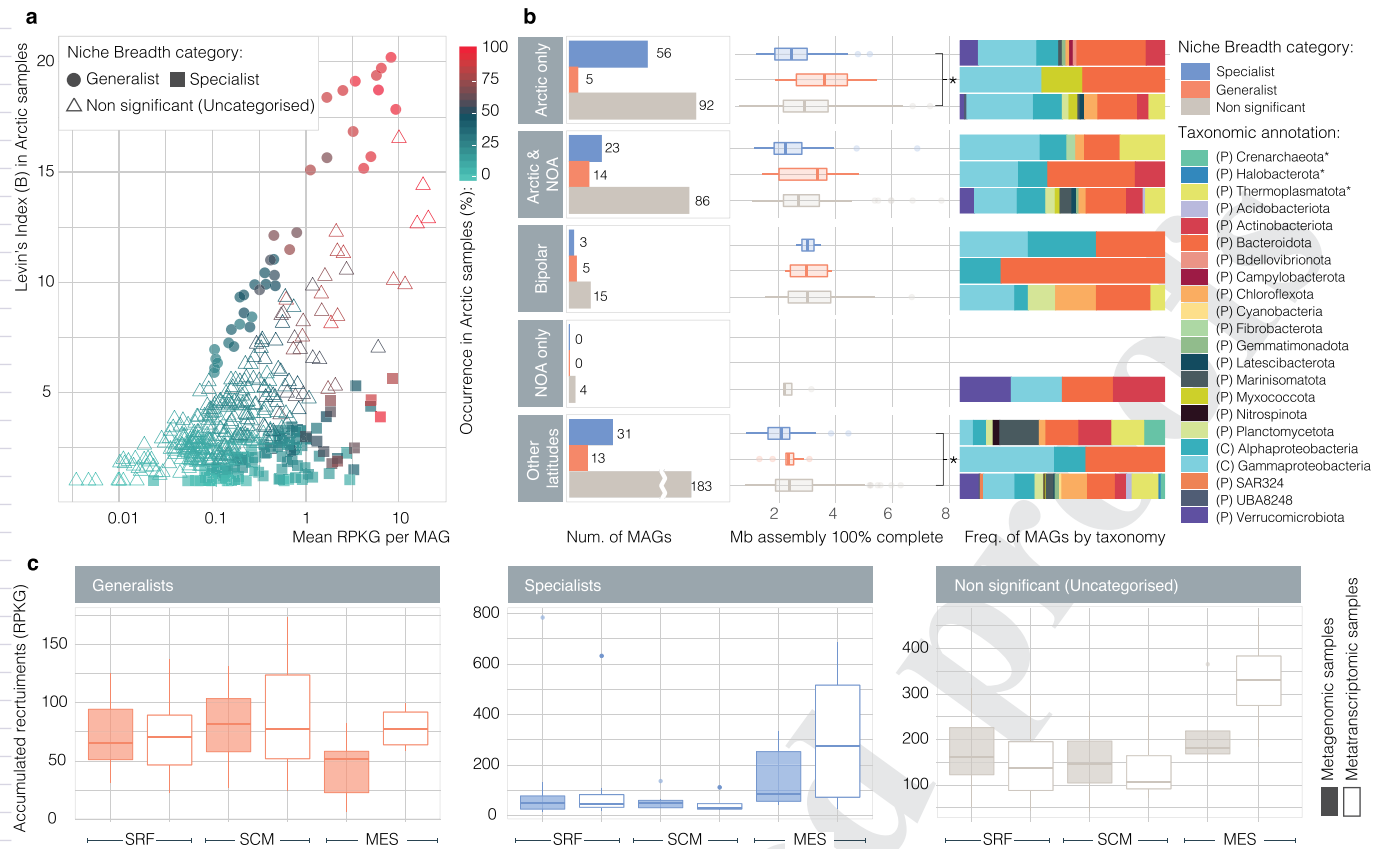 a
Levin's Index (B) in Arctic samples
20
15
10
5
Niche Breadth category:
Generalist
Specialist
Non significant (Uncategorised)
0.01
0.1
1
10
Mean RPKG per MAG
100
75
50
25
0
Occurrence in Arctic samples (%):
b
Arctic only
56
5
92
*
Arctic &
NOA
23
14
86
Bipolar
3
5
15
NOA only
0
0
4
Other
latitudes
31
13
183
*
2
4
6
8
Num. of MAGs
Mb assembly 100% complete
Freq. of MAGs by taxonomy
Niche Breadth category:
Specialist
Generalist
Non significant
Taxonomic annotation:
(P) Crenarchaeota*
(P) Halobacterota*
(P) Thermoplasmatota*
(P) Acidobacteriota
(P) Actinobacteriota
(P) Bacteroidota
(P) Bdellovibrionota
(P) Campylobacterota
(P) Chloroflexota
(P) Cyanobacteria
(P) Fibrobacterota
(P) Gemmatimonadota
(P) Latescibacterota
(P) Marinisomatota
(P) Myxococcota
(P) Nitrospinota
(P) Planctomycetota
(C) Alphaproteobacteria
(C) Gammaproteobacteria
(P) SAR324
(P) UBA8248
(P) Verrucomicrobiota
c
Accumulated recrtuiments (RPKG)
Generalists
150
100
50
0
SRF
SCM
MES
Specialists
800
600
400
200
0
SRF
SCM
MES
Non significant (Uncategorised)
400
300
200
100
SRF
SCM
MES
Metagenomic samples
Metatranscriptomic samples